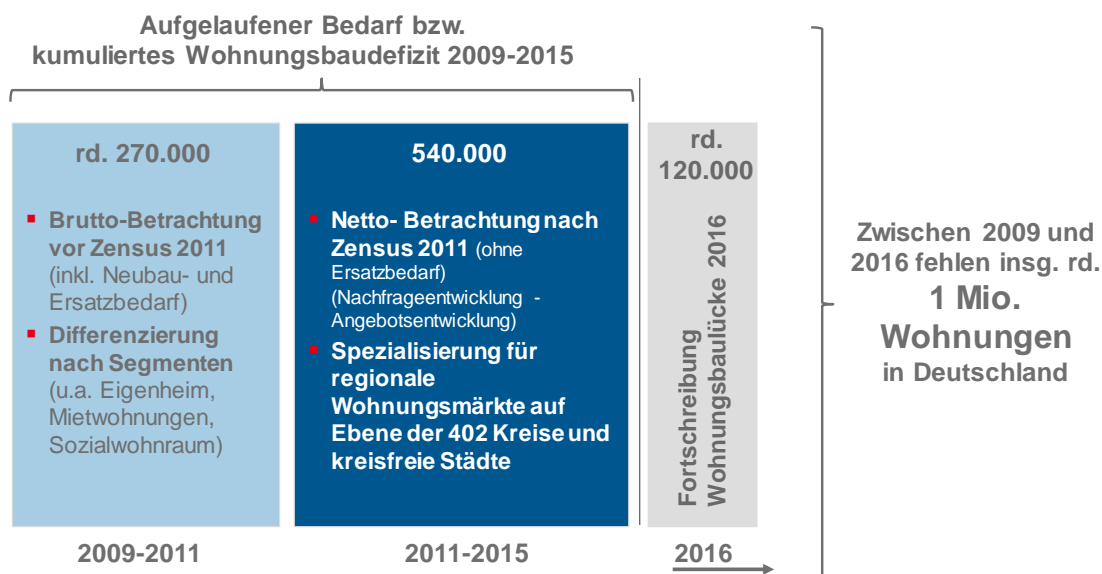 Aufgelaufener Bedarf bzw.
kumuliertes Wohnungsbaudefizit 2009-2015
rd. 270.000
▪ Brutto-Betrachtung
vor Zensus 2011
(inkl. Neubau- und
Ersatzbedarf)
▪ Differenzierung
nach Segmenten
(u.a. Eigenheim,
Mietwohnungen,
Sozialwohnraum)
2009-2011
540.000
▪ Netto- Betrachtung nach
Zensus 2011 (ohne
Ersatzbedarf)
(Nachfrageentwicklung -
Angebotsentwicklung)
▪ Spezialisierung für
regionale
Wohnungsmärkte auf
Ebene der 402 Kreise und
kreisfreie Städte
2011-2015
rd.
120.000
Fortschreibung
Wohnungsbaulücke 2016
2016
Zwischen 2009 und
2016 fehlen insg. rd.
1 Mio.
Wohnungen
in Deutschland